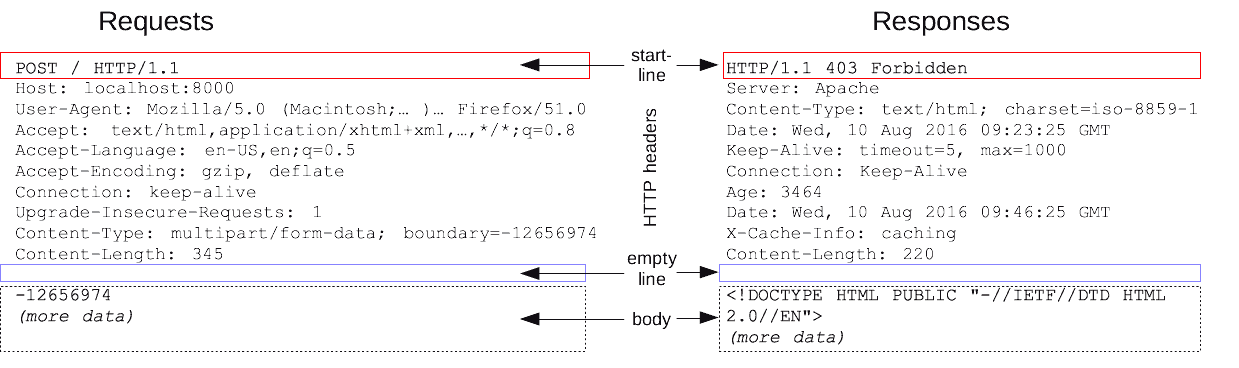 Requests
POST / HTTP/1.1
Host: localhost:8000
User-Agent: Mozilla/5.0 (Macintosh;… )… Firefox/51.0
Accept: text/html,application/xhtml+xml,…,*/*;q=0.8
Accept-Language: en-US,en;q=0.5
Accept-Encoding: gzip, deflate
Connection: keep-alive
Upgrade-Insecure-Requests: 1
Content-Type: multipart/form-data; boundary=-12656974
Content-Length: 345
-12656974
(more data)
start-
line
HTTP headers
empty
line
body
Responses
HTTP/1.1 403 Forbidden
Server: Apache
Content-Type: text/html; charset=iso-8859-1
Date: Wed, 10 Aug 2016 09:23:25 GMT
Keep-Alive: timeout=5, max=1000
Connection: Keep-Alive
Age: 3464
Date: Wed, 10 Aug 2016 09:46:25 GMT
X-Cache-Info: caching
Content-Length: 220
<!DOCTYPE HTML PUBLIC "-//IETF//DTD HTML
2.0//EN">
(more data)